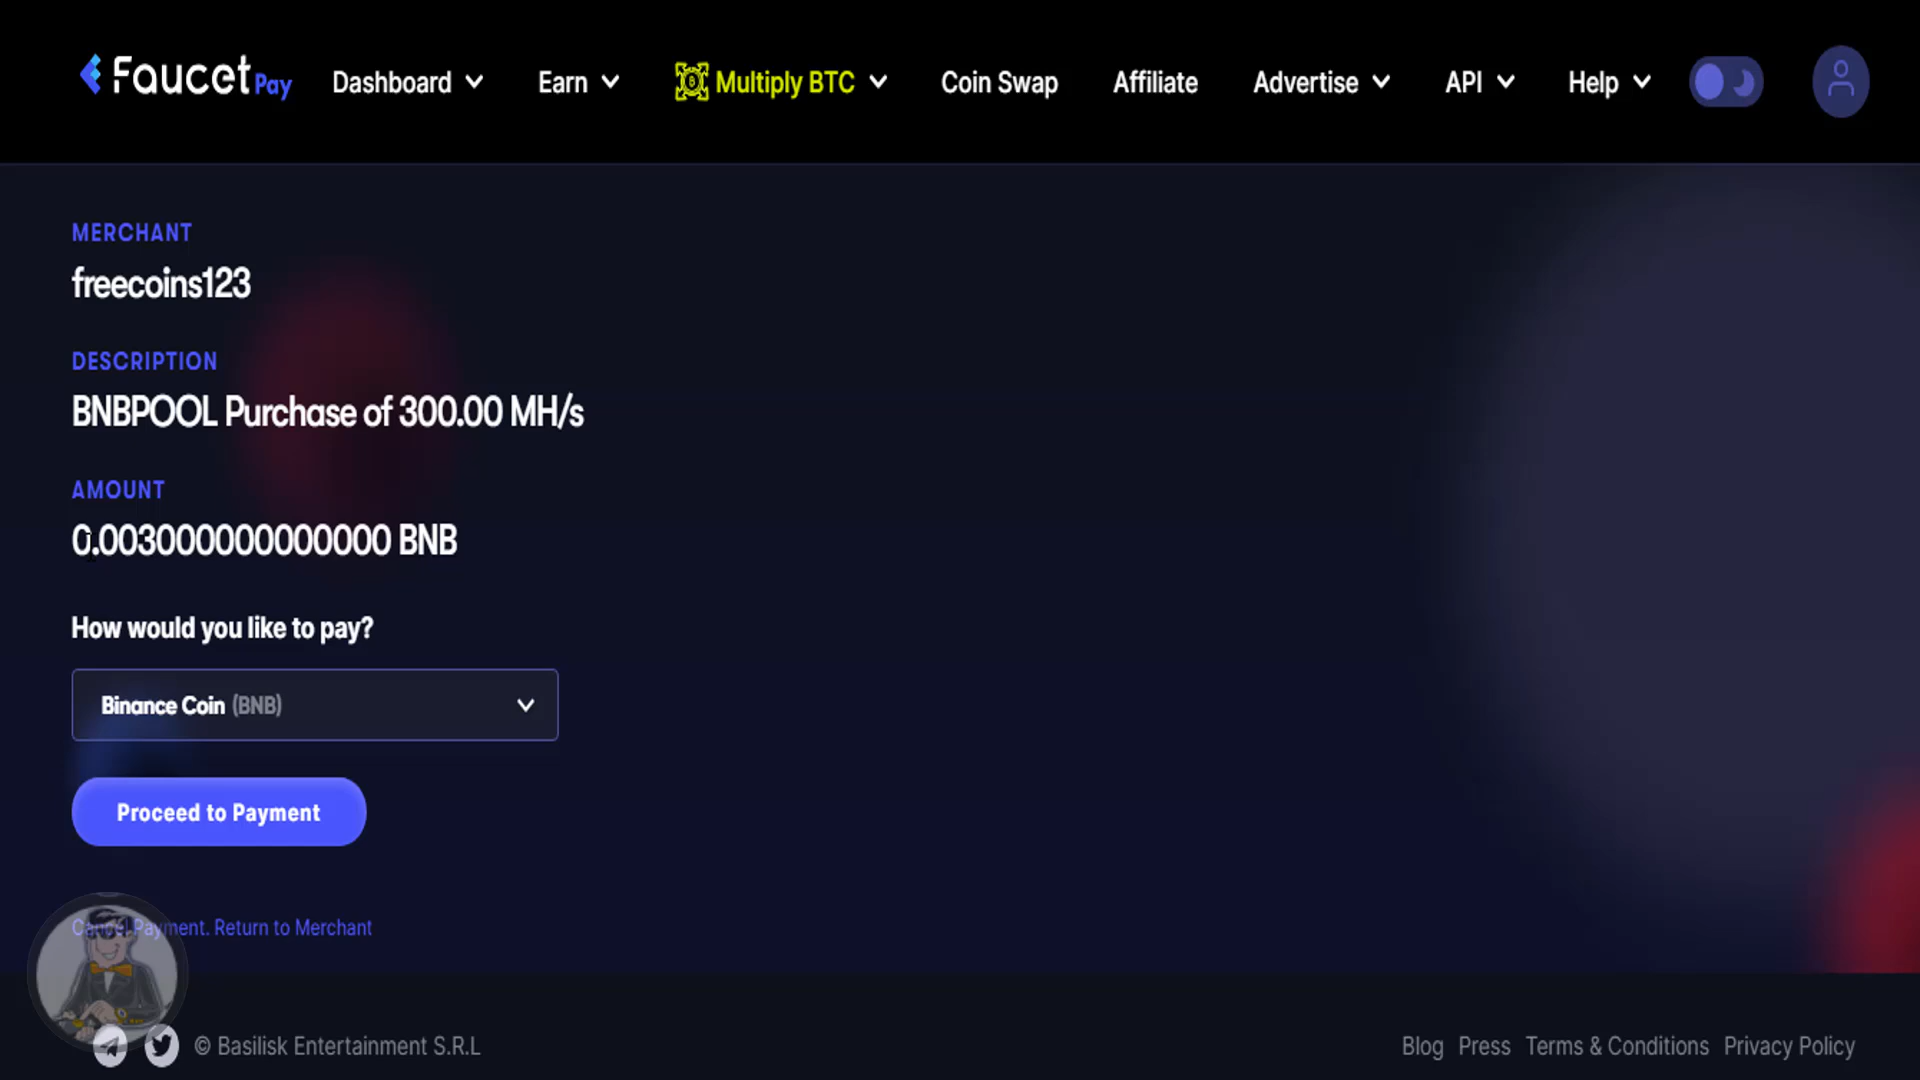 FaucetPay Dashboard Earn Multiply BTC Coin Swap Affiliate Advertise API Help
MERCHANT
freecoins123
DESCRIPTION
BNBPOOL Purchase of 300.00 MH/s
AMOUNT
0.003000000000000 BNB
How would you like to pay?
Binance Coin (BNB)
Proceed to Payment
Cancel Payment. Return to Merchant
© Basilisk Entertainment S.R.L Blog Press Terms & Conditions Privacy Policy